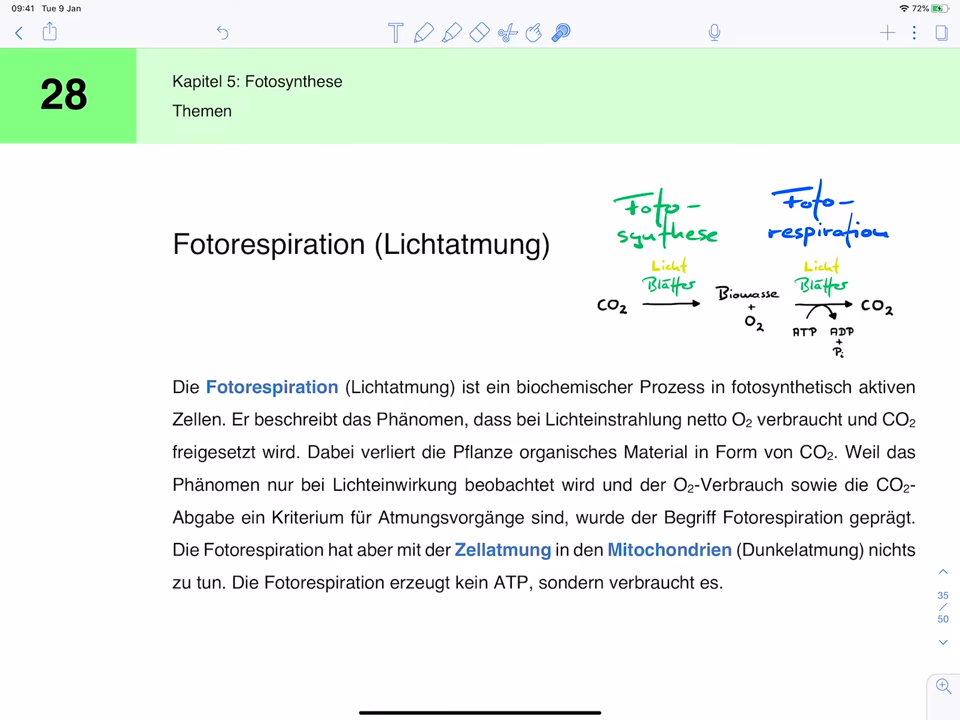 09:41 Tue 9 Jan
72%
T
28
Kapitel 5: Fotosynthese
Themen
Fotorespiration (Lichtatmung)
Foto-
synthese
Foto-
respiration
Licht
Blätter
Licht
Blätter
CO₂
Biomasse
+
O₂
CO₂
ATP
ADP
+
Pᵢ
Die Fotorespiration (Lichtatmung) ist ein biochemischer Prozess in fotosynthetisch aktiven
Zellen. Er beschreibt das Phänomen, dass bei Lichteinstrahlung netto O₂ verbraucht und CO₂
freigesetzt wird. Dabei verliert die Pflanze organisches Material in Form von CO₂. Weil das
Phänomen nur bei Lichteinwirkung beobachtet wird und der O₂-Verbrauch sowie die CO₂-
Abgabe ein Kriterium für Atmungsvorgänge sind, wurde der Begriff Fotorespiration geprägt.
Die Fotorespiration hat aber mit der Zellatmung in den Mitochondrien (Dunkelatmung) nichts
zu tun. Die Fotorespiration erzeugt kein ATP, sondern verbraucht es.
35
/
50